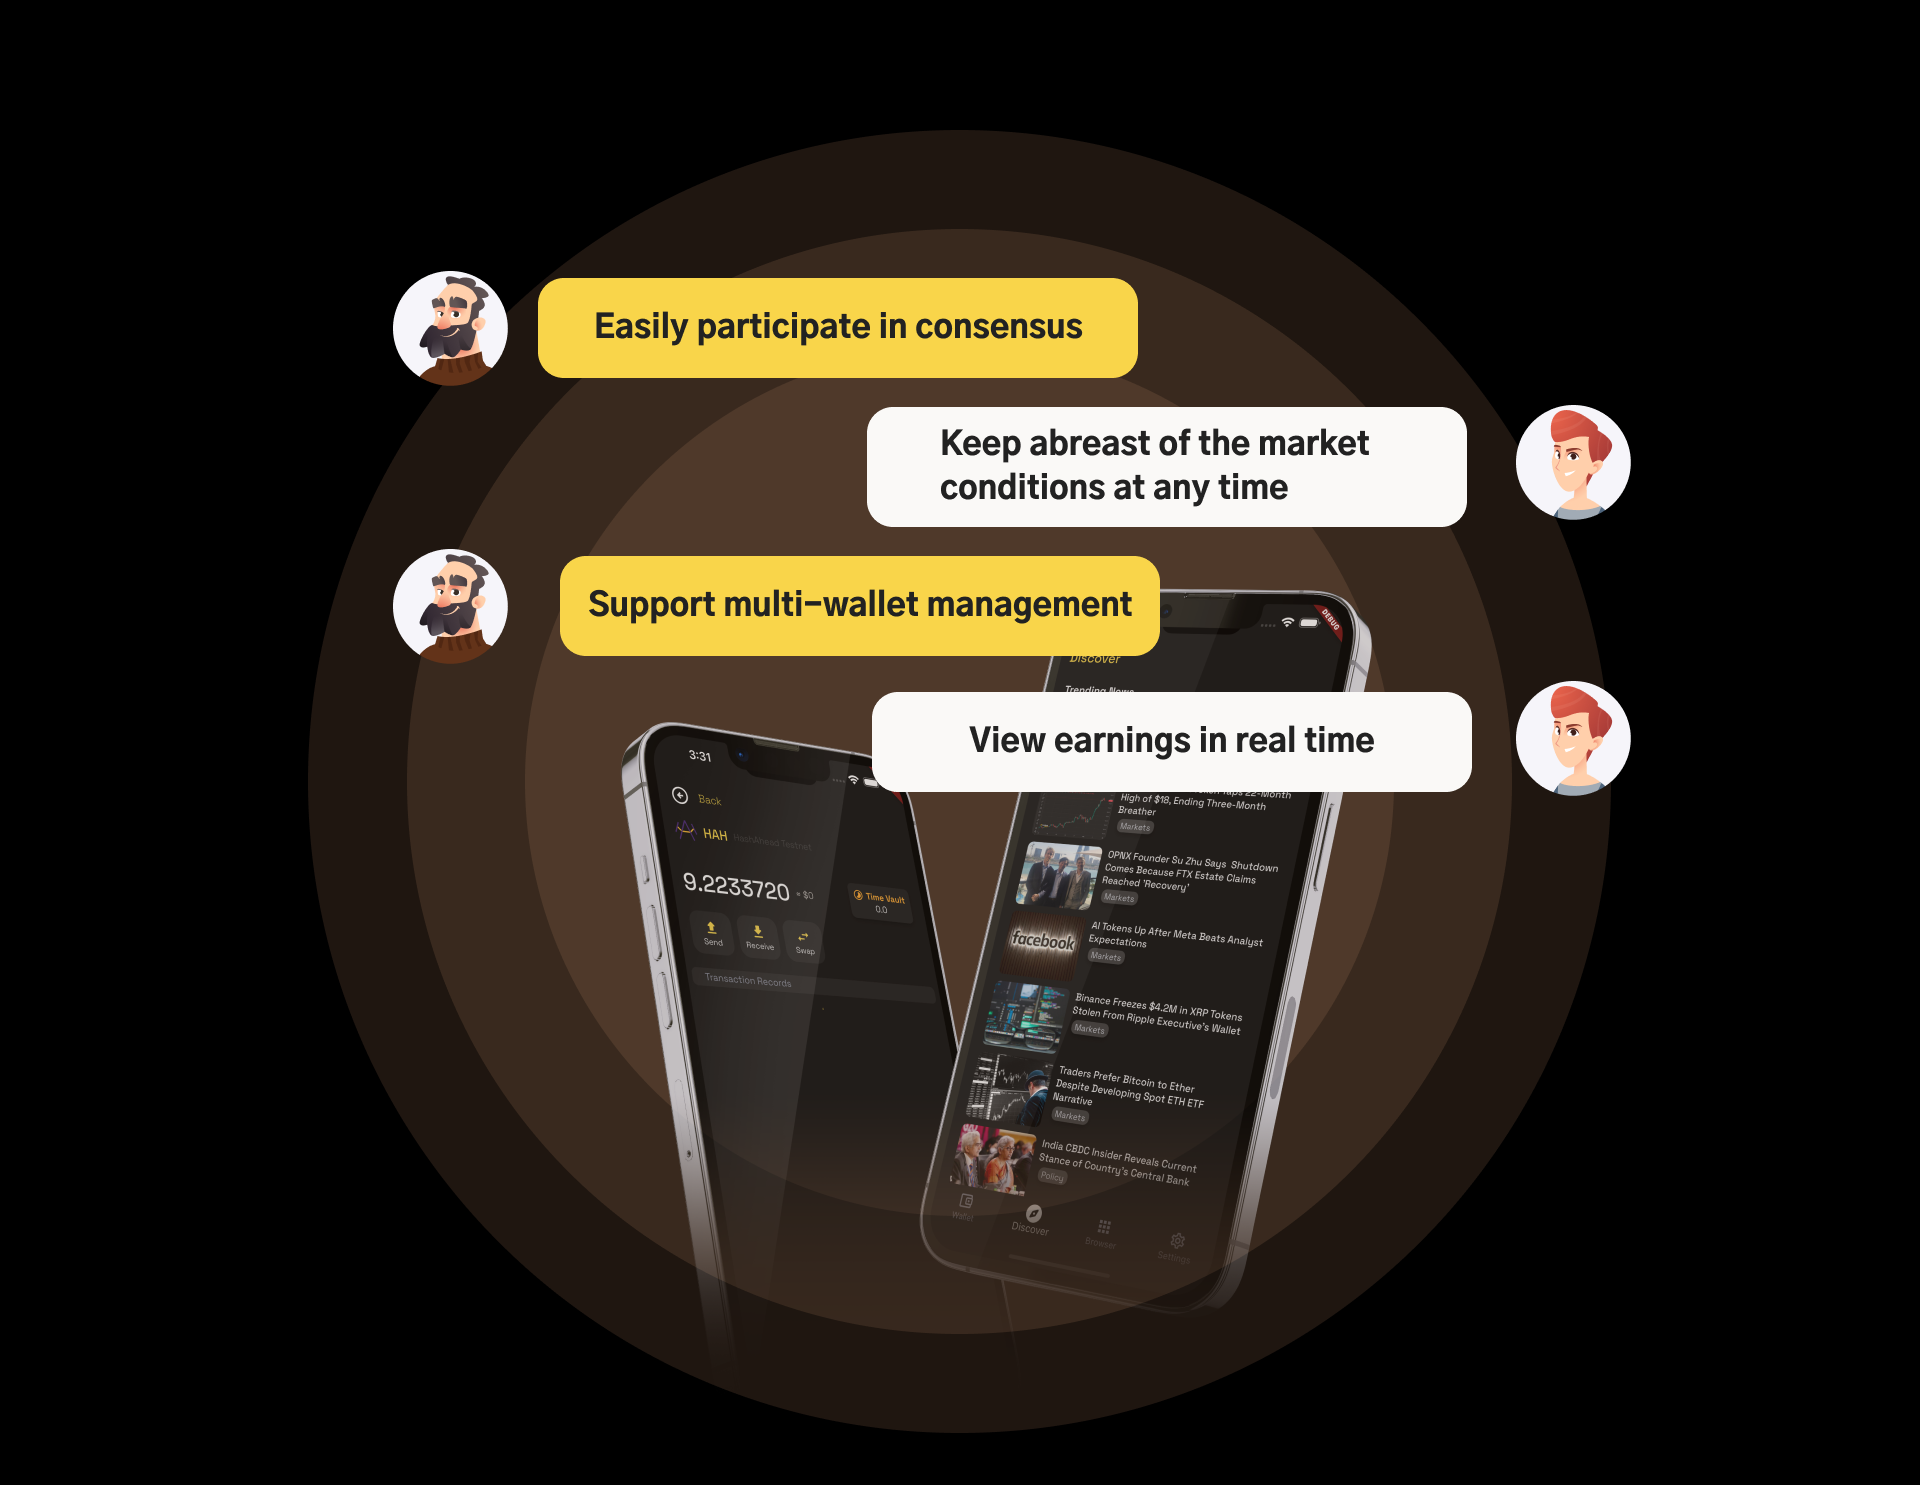 Easily participate in consensus
Keep abreast of the market
conditions at any time
Support multi-wallet management
View earnings in real time
DEBUG
Discover
Trending News
Taps 22-Month
High of $18, Ending Three-Month
Breather
Markets
OPNX Founder Su Zhu Says Shutdown
Comes Because FTX Estate Claims
Reached 'Recovery'
Markets
facebook
AI Tokens Up After Meta Beats Analyst
Expectations
Markets
Binance Freezes $4.2M in XRP Tokens
Stolen From Ripple Executive's Wallet
Markets
Traders Prefer Bitcoin to Ether
Despite Developing Spot ETH ETF
Narrative
Markets
India CBDC Insider Reveals Current
Stance of Country's Central Bank
Policy
Wallet
Discover
Browser
Settings
3:31
Back
HAH HashAhead Testnet
9.2233720 ≈ $0
Time Vault
0.0
Send
Receive
Swap
Transaction Records